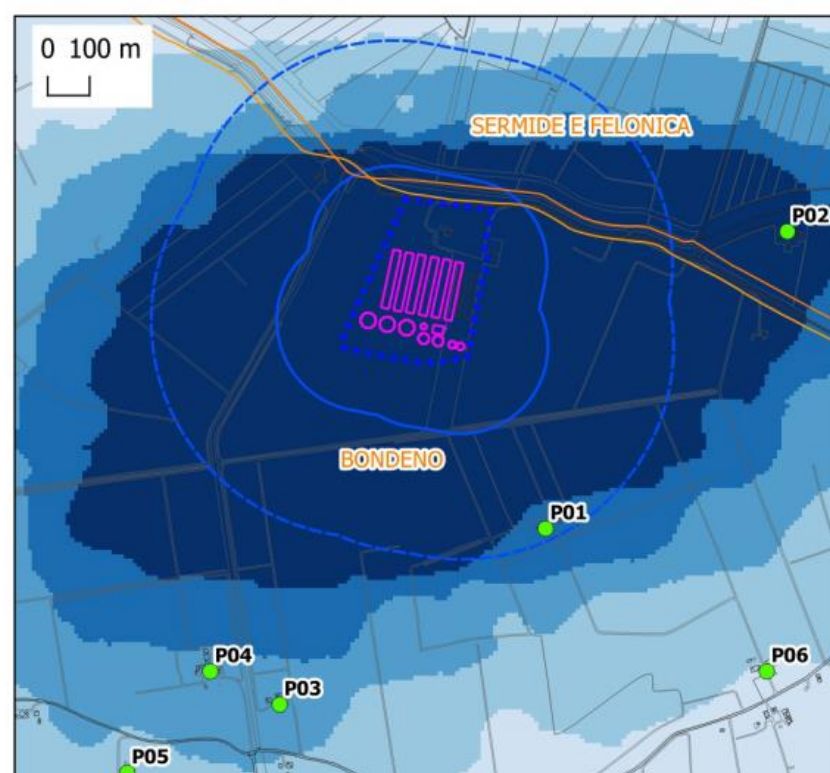 0 100 m
SERMIDE E FELONICA
P02
BONDENO
P01
P04
P06
P03
P05